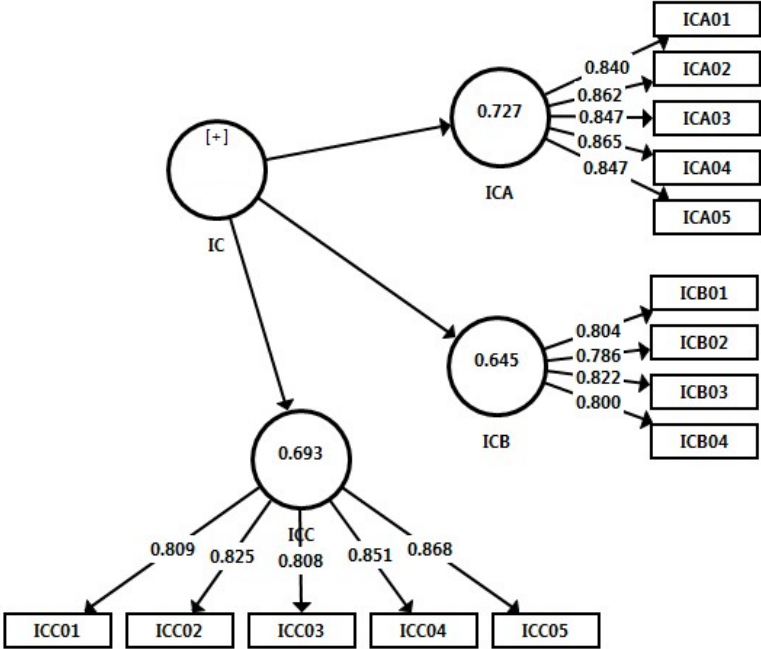 ICA01
0.840
ICA02
0.862
0.727
0.847
ICA03
[+]
0.865
ICA04
0.847
ICA
ICA05
IC
ICB01
0.804
ICB02
0.786
0.645
0.822
ICB03
0.800
ICB04
ICB
0.693
ICC
0.809
0.825
0.808
0.851
0.868
ICC01
ICC02
ICC03
ICC04
ICC05